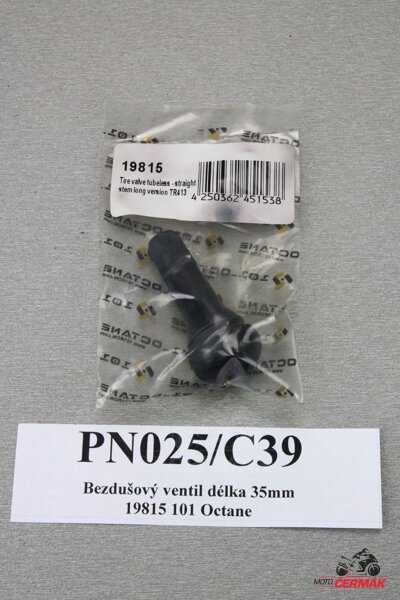 19815
Tire valve tubeless - straight
stem long version TR413
4 250362 451538
101 OCTANE
PN025/C39
Bezdušový ventil délka 35mm
19815 101 Octane
MOTO
CERMAK